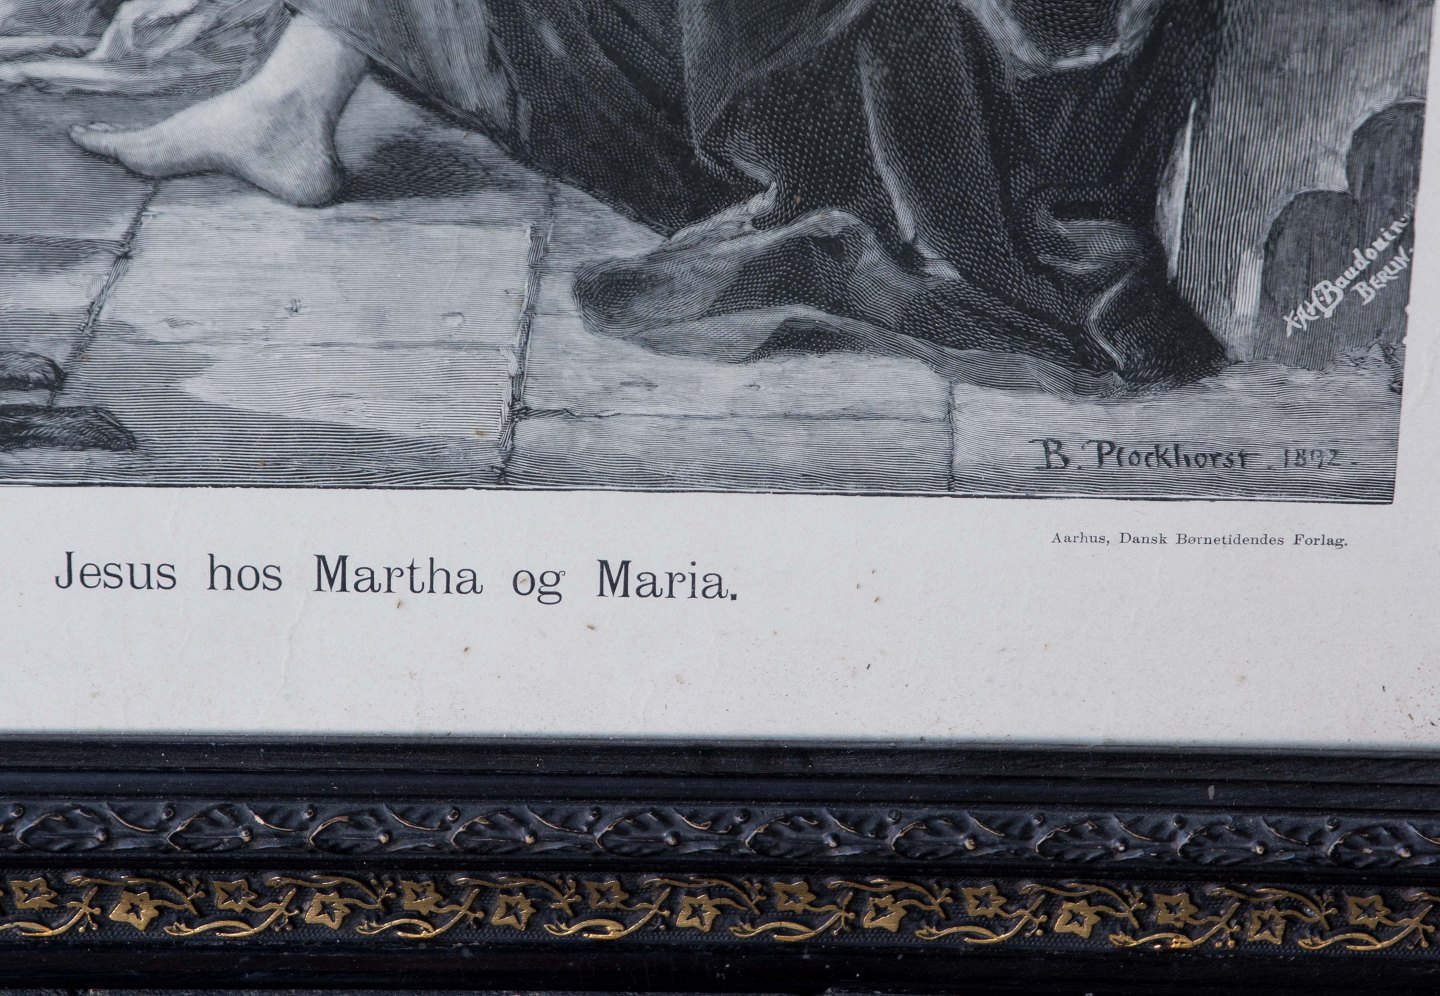 Baudouin
BERLIN.
B. Plockhorst. 1892.
Aarhus, Dansk Børnetidendes Forlag.
Jesus hos Martha og Maria.